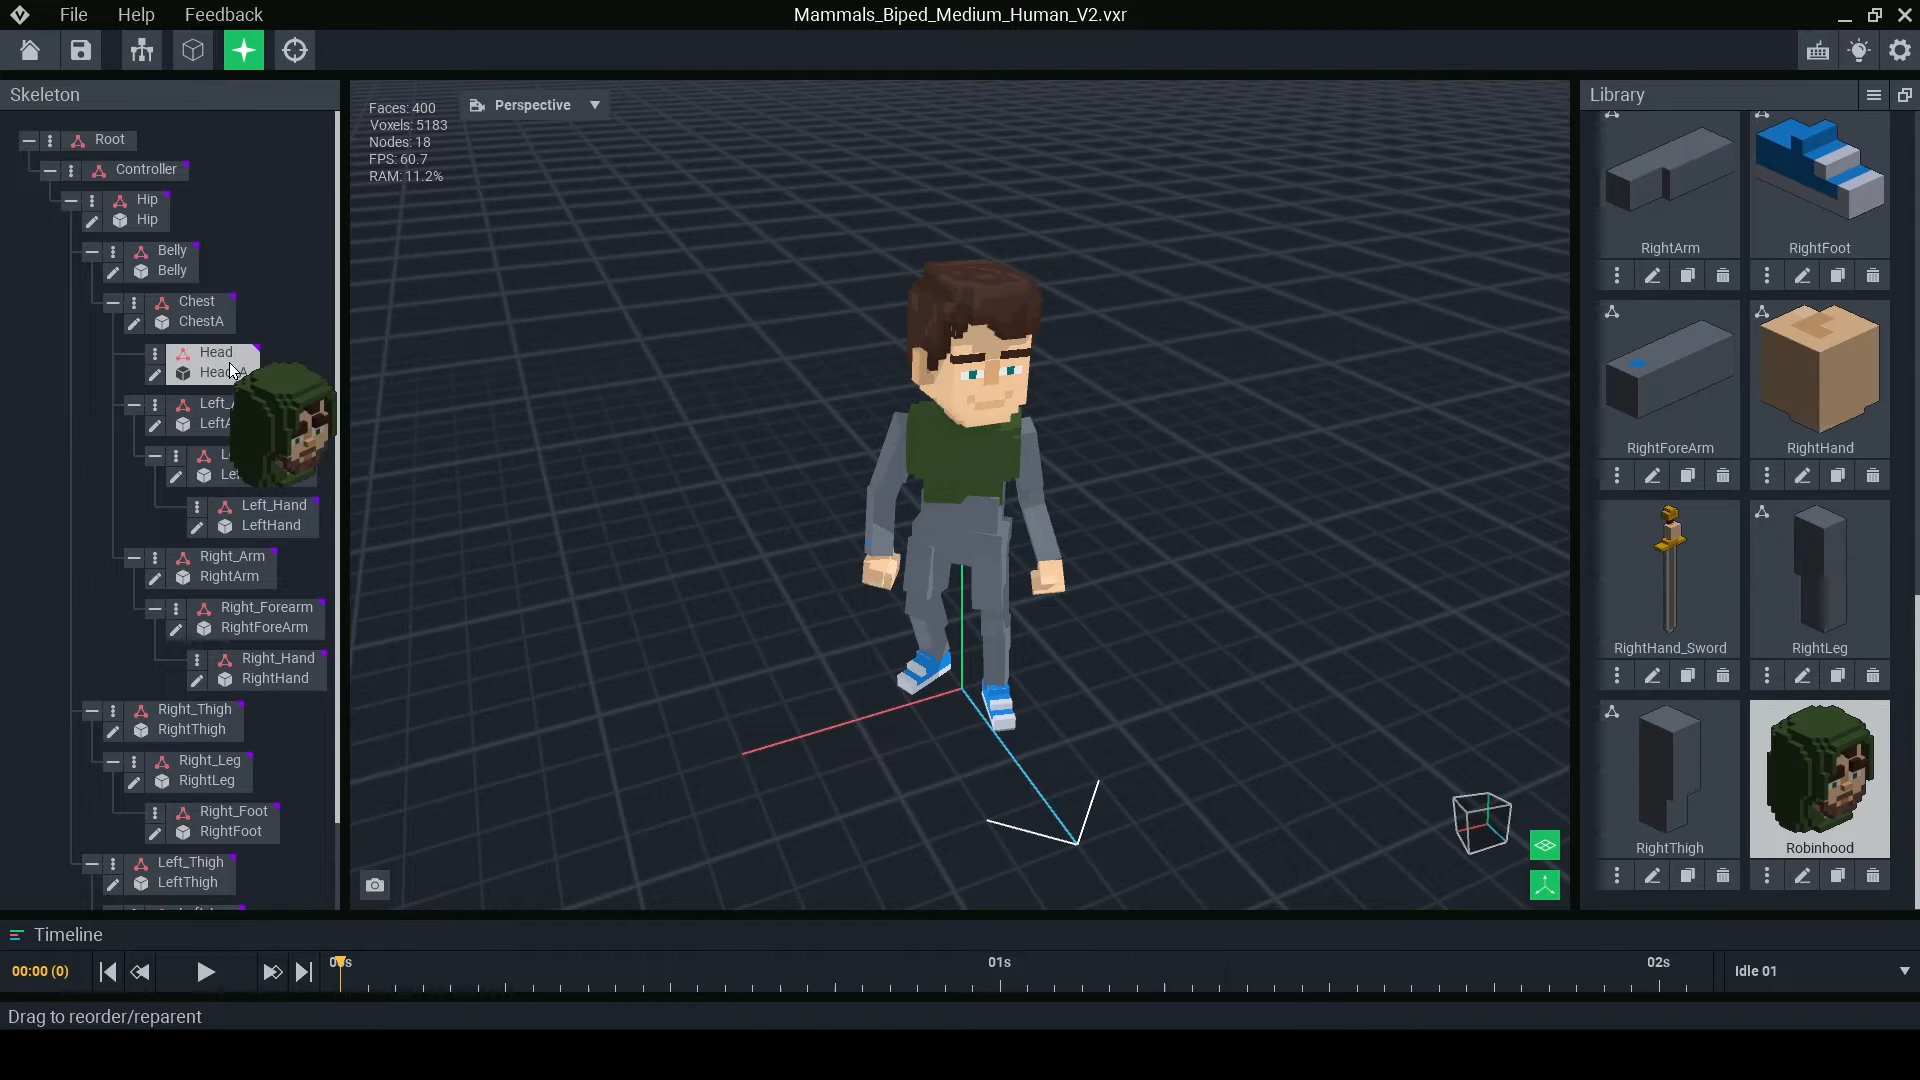 File Help Feedback
Mammals_Biped_Medium_Human_V2.vxr
Skeleton
Root
Controller
Hip
Hip
Belly
Belly
Chest
ChestA
Head
Left_Hand
LeftHand
Right_Arm
RightArm
Right_Forearm
RightForeArm
Right_Hand
RightHand
Right_Thigh
RightThigh
Right_Leg
RightLeg
Right_Foot
RightFoot
Left_Thigh
LeftThigh
Faces: 400
Voxels: 5183
Nodes: 18
FPS: 60.7
RAM: 11.2%
Perspective
Library
RightArm
RightFoot
RightForeArm
RightHand
RightHand_Sword
RightLeg
RightThigh
Robinhood
Timeline
00:00 (0)
01s
02s
Idle 01
Drag to reorder/reparent